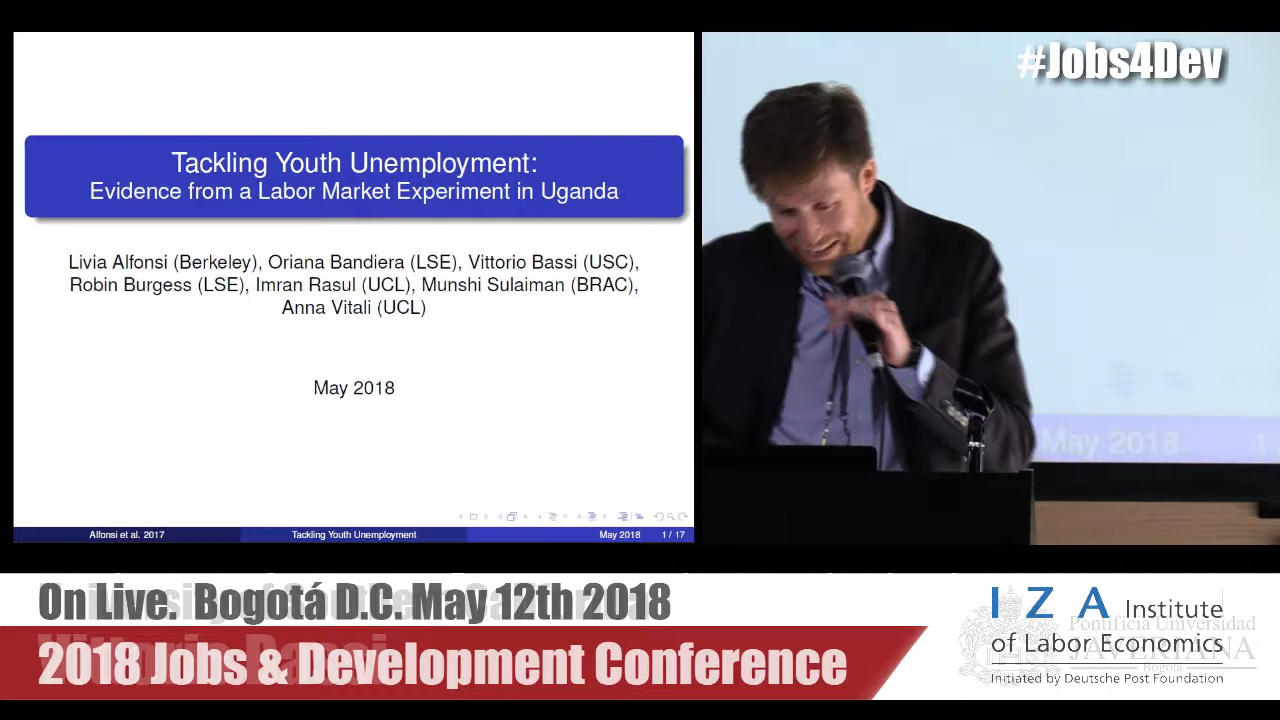 #Jobs4Dev
Tackling Youth Unemployment:
Evidence from a Labor Market Experiment in Uganda
Livia Alfonsi (Berkeley), Oriana Bandiera (LSE), Vittorio Bassi (USC),
Robin Burgess (LSE), Imran Rasul (UCL), Munshi Sulaiman (BRAC),
Anna Vitali (UCL)
May 2018
Alfonsi et al. 2017
Tackling Youth Unemployment
May 2018
1 / 17
May 2018
1
On Live. Bogotá D.C. May 12th 2018
2018 Jobs & Development Conference
I Z A Institute
of Labor Economics
Initiated by Deutsche Post Foundation
Pontificia Universidad
JAVERIANA
Bogotá